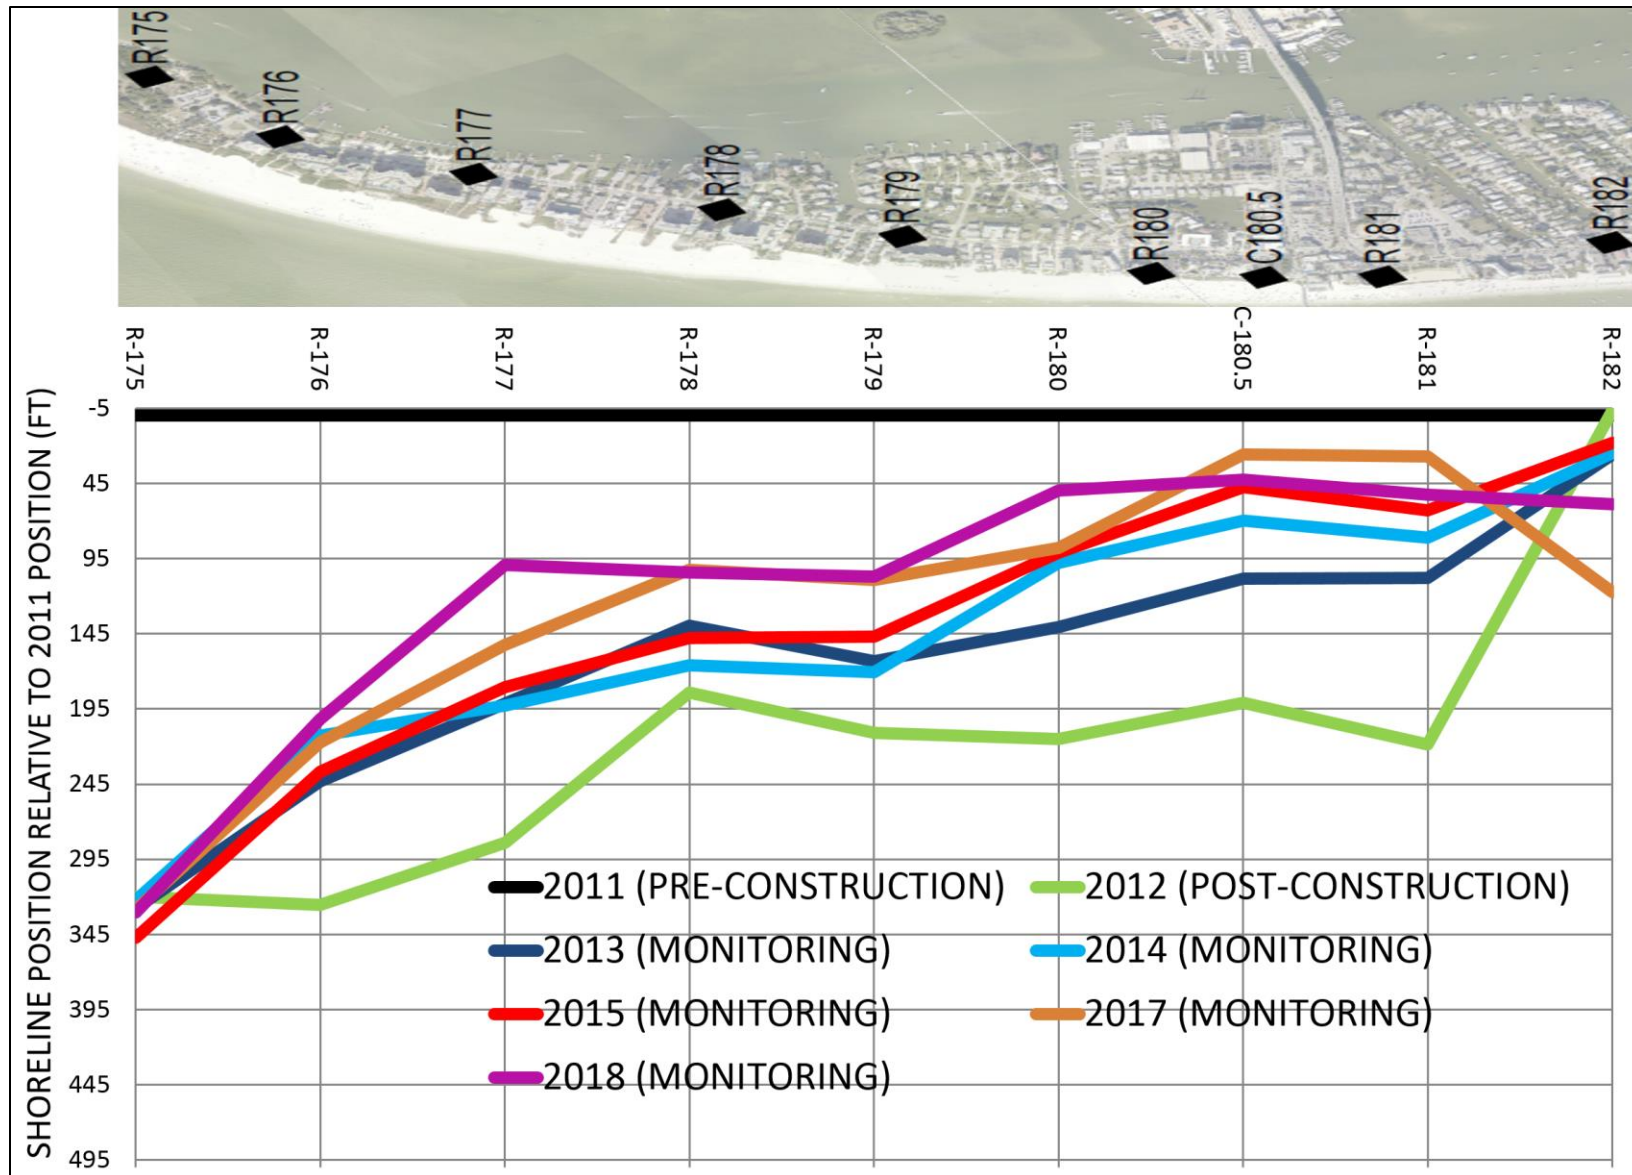 R175
R176
R177
R178
R179
R180
C180.5
R181
R182
R-175
R-176
R-177
R-178
R-179
R-180
C-180.5
R-181
R-182
SHORELINE POSITION RELATIVE TO 2011 POSITION (FT)
-5
45
95
145
195
245
295
345
395
445
495
2011 (PRE-CONSTRUCTION)
2012 (POST-CONSTRUCTION)
2013 (MONITORING)
2014 (MONITORING)
2015 (MONITORING)
2017 (MONITORING)
2018 (MONITORING)